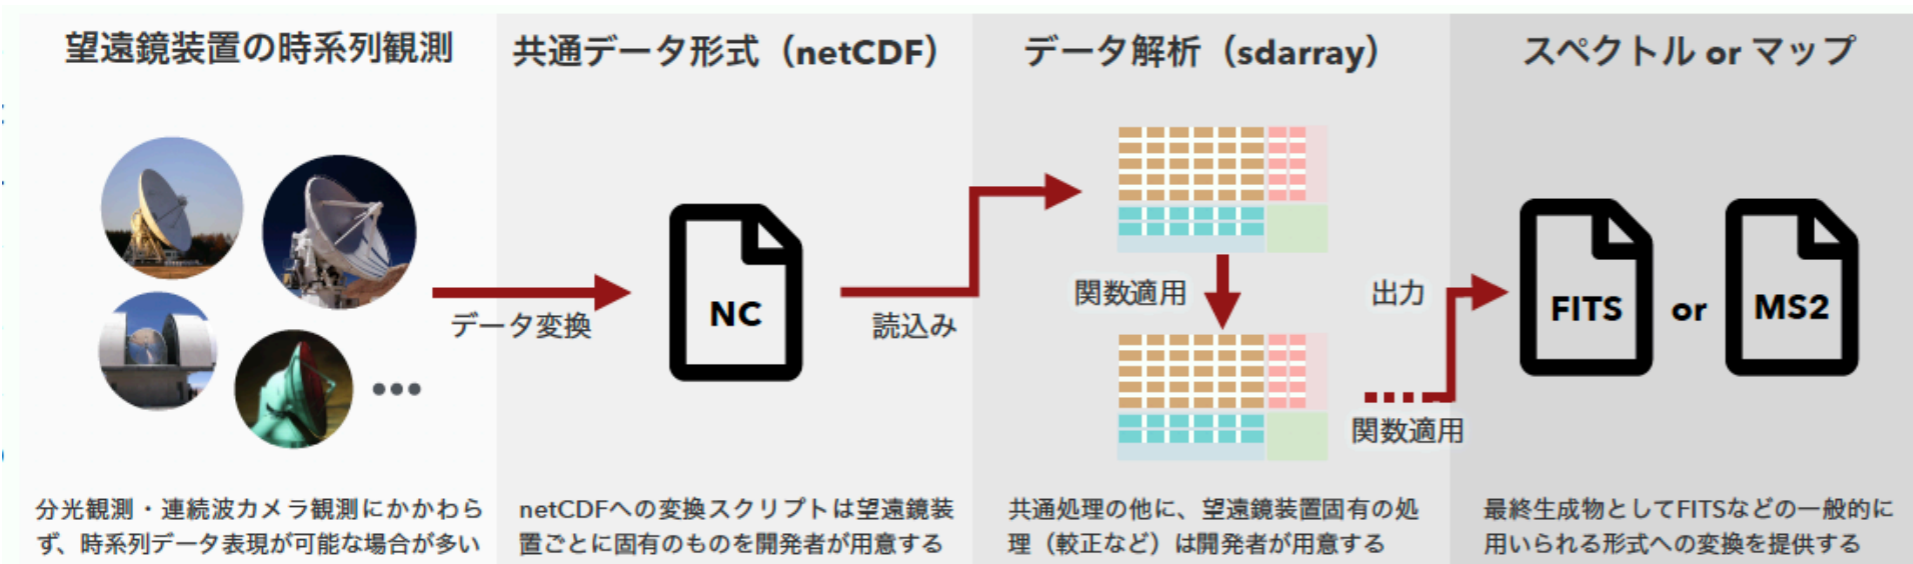 望遠鏡装置の時系列観測
データ変換
分光観測・連続波カメラ観測にかかわら
ず、時系列データ表現が可能な場合が多い
共通データ形式（netCDF）
NC
読込み
netCDFへの変換スクリプトは望遠鏡装
置ごとに固有のものを開発者が用意する
データ解析（sdarray）
関数適用
関数適用
共通処理の他に、望遠鏡装置固有の処
理（較正など）は開発者が用意する
スペクトル or マップ
出力
FITS or MS2
最終生成物としてFITSなどの一般的に
用いられる形式への変換を提供する